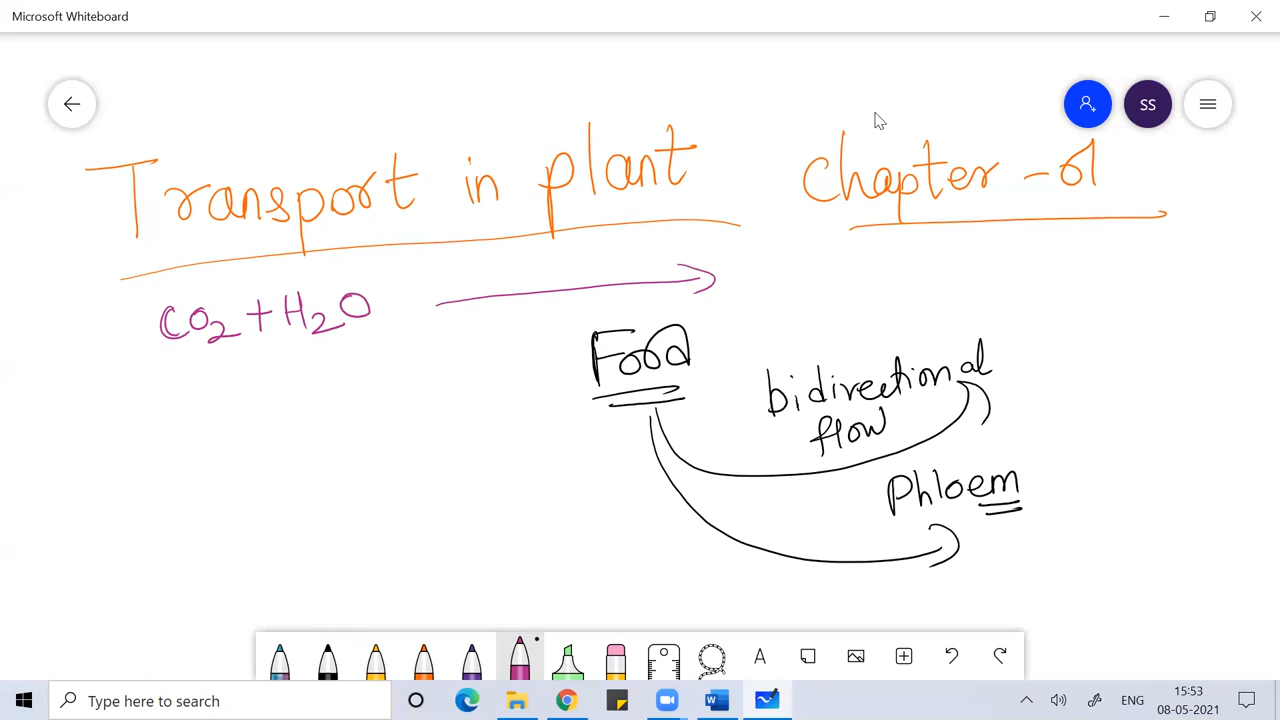 Microsoft Whiteboard
SS
Transport in plant chapter - 01
CO2 + H2O
Food
bidirectional
flow
Phloem
A
Type here to search
ENG
15:53
08-05-2021